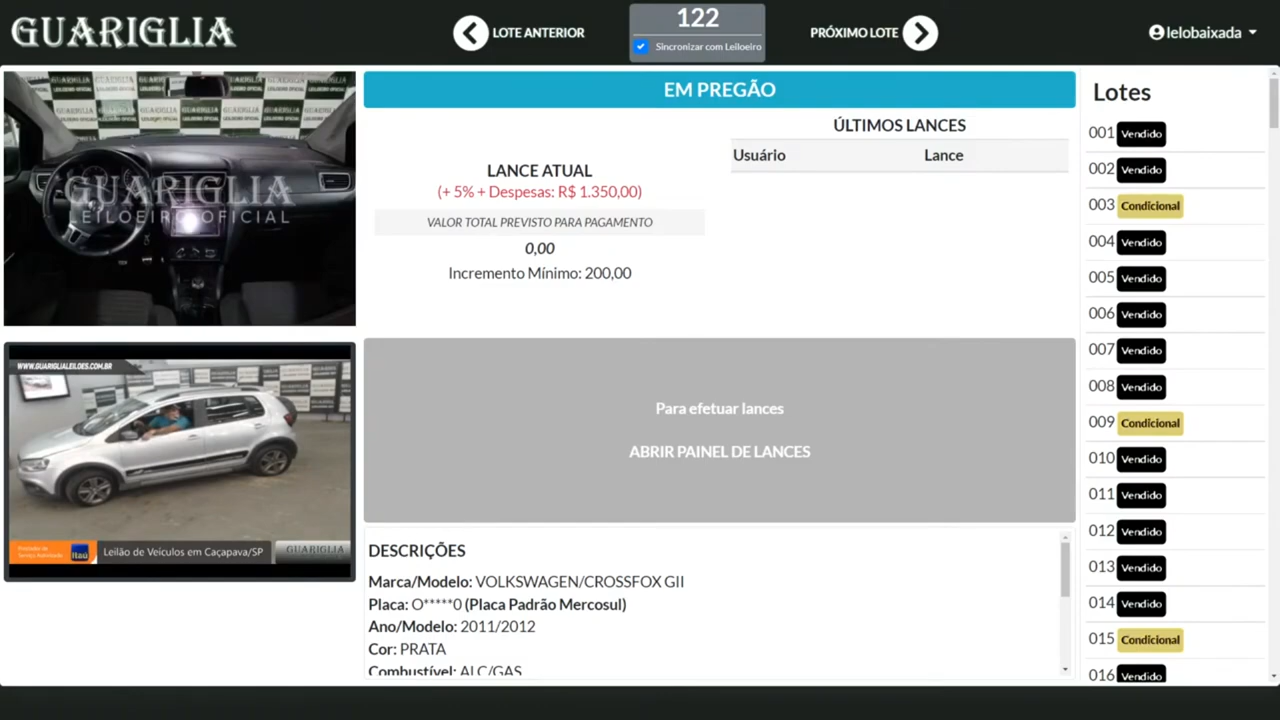 GUARIGLIA
LOTE ANTERIOR
122
Sincronizar com Leiloeiro
PRÓXIMO LOTE
lelobaixada
GUARIGLIA
LEILOEIRO OFICIAL
EM PREGÃO
LANCE ATUAL
(+ 5% + Despesas: R$ 1.350,00)
VALOR TOTAL PREVISTO PARA PAGAMENTO
0,00
Incremento Mínimo: 200,00
ÚLTIMOS LANCES
Usuário Lance
Para efetuar lances
ABRIR PAINEL DE LANCES
WWW.GUARIGLIALEILOES.COM.BR
Itaú
Leilão de Veículos em Caçapava/SP
GUARIGLIA
DESCRIÇÕES
Marca/Modelo: VOLKSWAGEN/CROSSFOX GII
Placa: O*****0 (Placa Padrão Mercosul)
Ano/Modelo: 2011/2012
Cor: PRATA
Combustível: ALC/GAS
Lotes
001 Vendido
002 Vendido
003 Condicional
004 Vendido
005 Vendido
006 Vendido
007 Vendido
008 Vendido
009 Condicional
010 Vendido
011 Vendido
012 Vendido
013 Vendido
014 Vendido
015 Condicional
016 Vendido